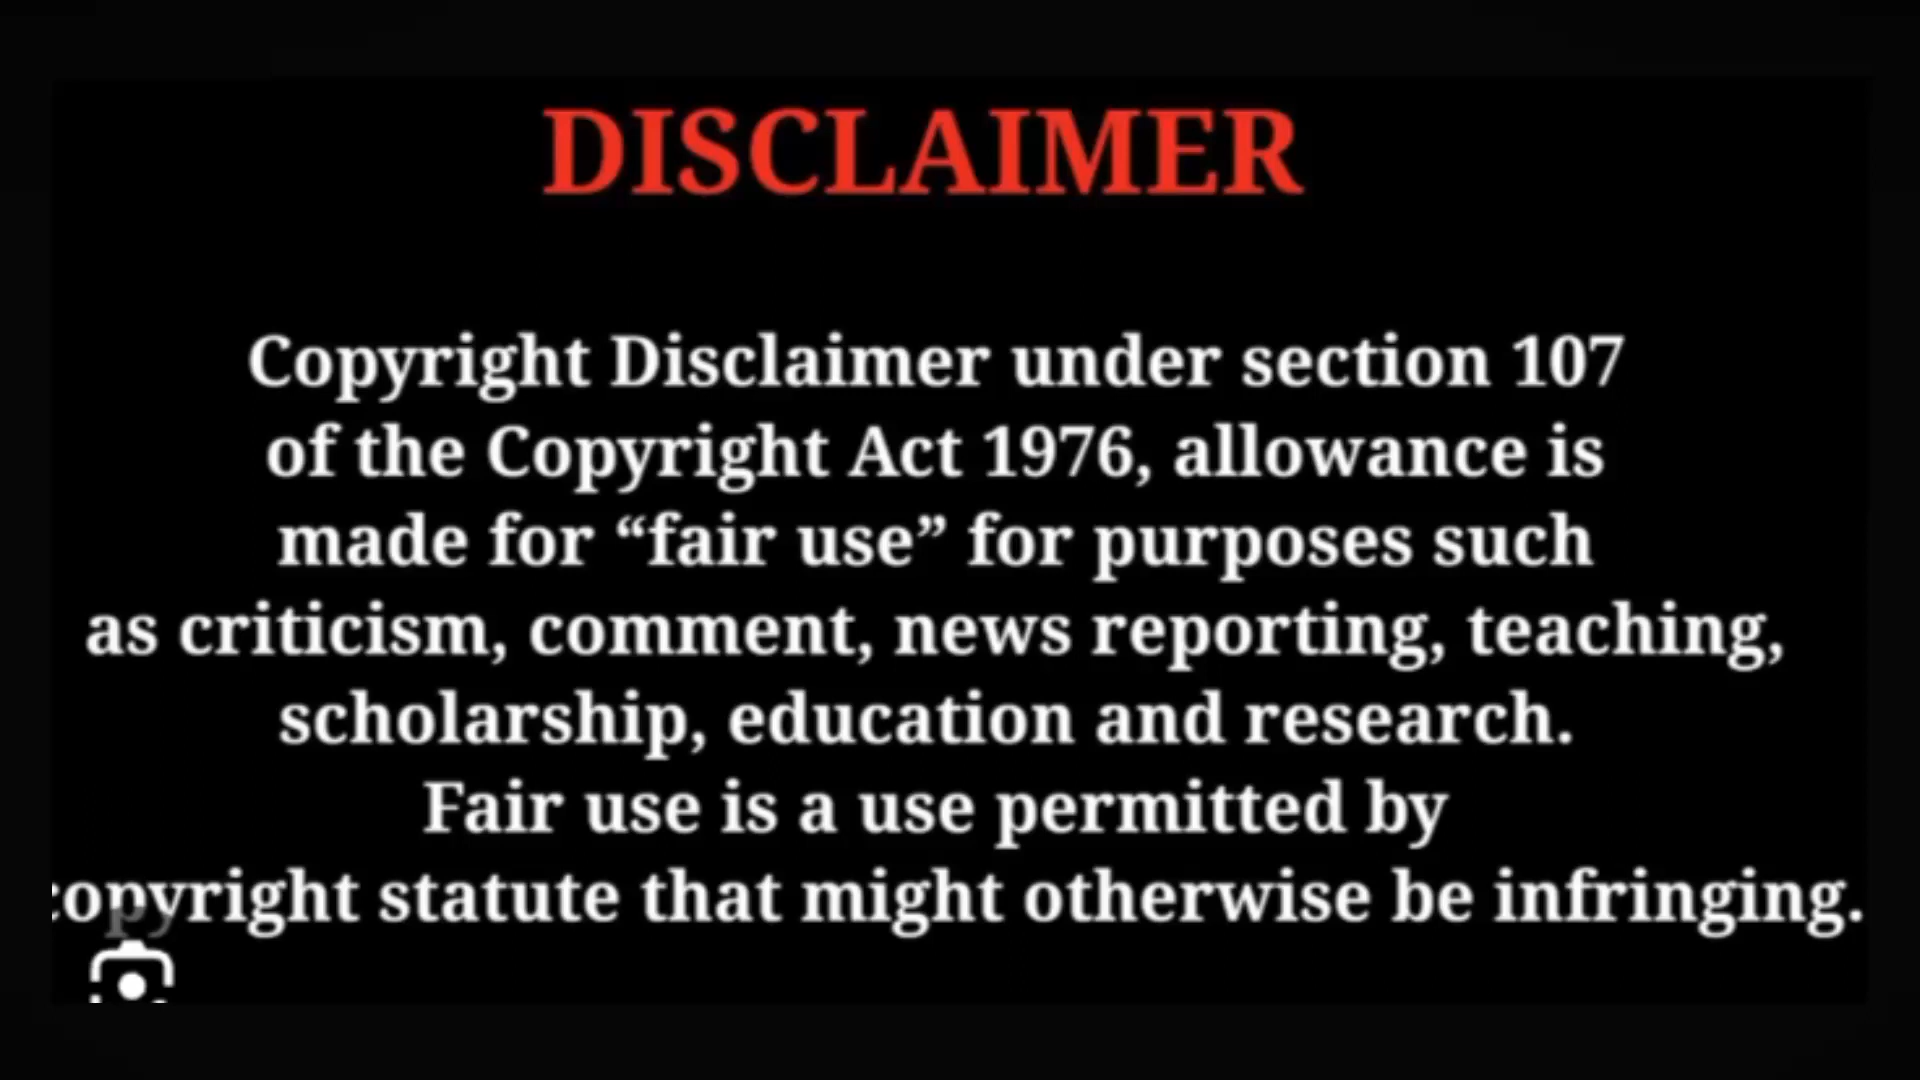 DISCLAIMER
Copyright Disclaimer under section 107
of the Copyright Act 1976, allowance is
made for “fair use” for purposes such
as criticism, comment, news reporting, teaching,
scholarship, education and research.
Fair use is a use permitted by
copyright statute that might otherwise be infringing.